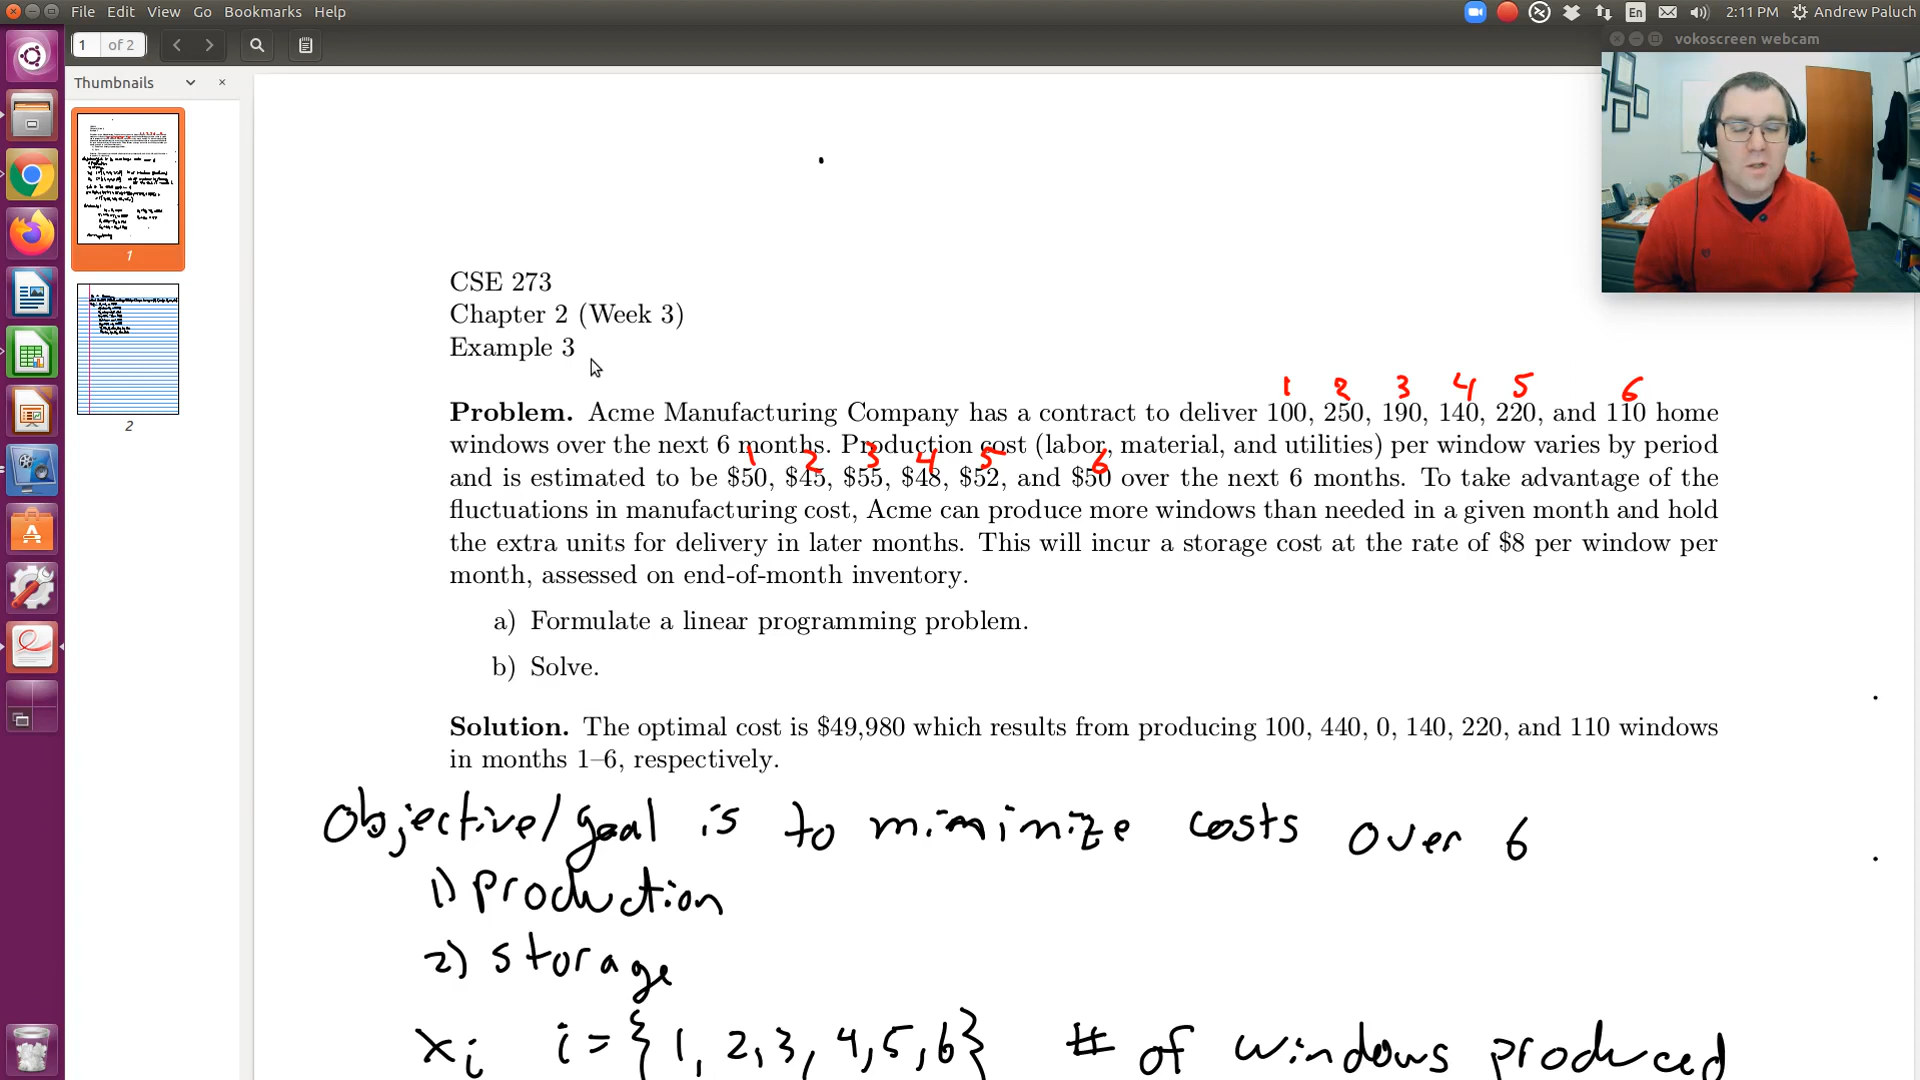 File Edit View Go Bookmarks Help
En 2:11 PM Andrew Paluch
1 of 2
vokoscreen webcam
Thumbnails
1
2
CSE 273
Chapter 2 (Week 3)
Example 3
1 2 3 4 5 6
Problem. Acme Manufacturing Company has a contract to deliver 100, 250, 190, 140, 220, and 110 home
windows over the next 6 months. Production cost (labor, material, and utilities) per window varies by period
1 2 3 4 5 6
and is estimated to be $50, $45, $55, $48, $52, and $50 over the next 6 months. To take advantage of the
fluctuations in manufacturing cost, Acme can produce more windows than needed in a given month and hold
the extra units for delivery in later months. This will incur a storage cost at the rate of $8 per window per
month, assessed on end-of-month inventory.
a) Formulate a linear programming problem.
b) Solve.
Solution. The optimal cost is $49,980 which results from producing 100, 440, 0, 140, 220, and 110 windows
in months 1–6, respectively.
Objective/goal is to minimize costs over 6
1) production
2) storage
xi i = { 1, 2, 3, 4, 5, 6 } # of windows produced